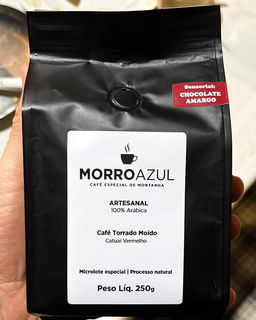 Sensorial:
CHOCOLATE
AMARGO
MORROAZUL
CAFÉ ESPECIAL DE MONTANHA
ARTESANAL
100% Arábica
Café Torrado Moído
Catuaí Vermelho
Microlote especial | Processo natural
Peso Líq. 250g